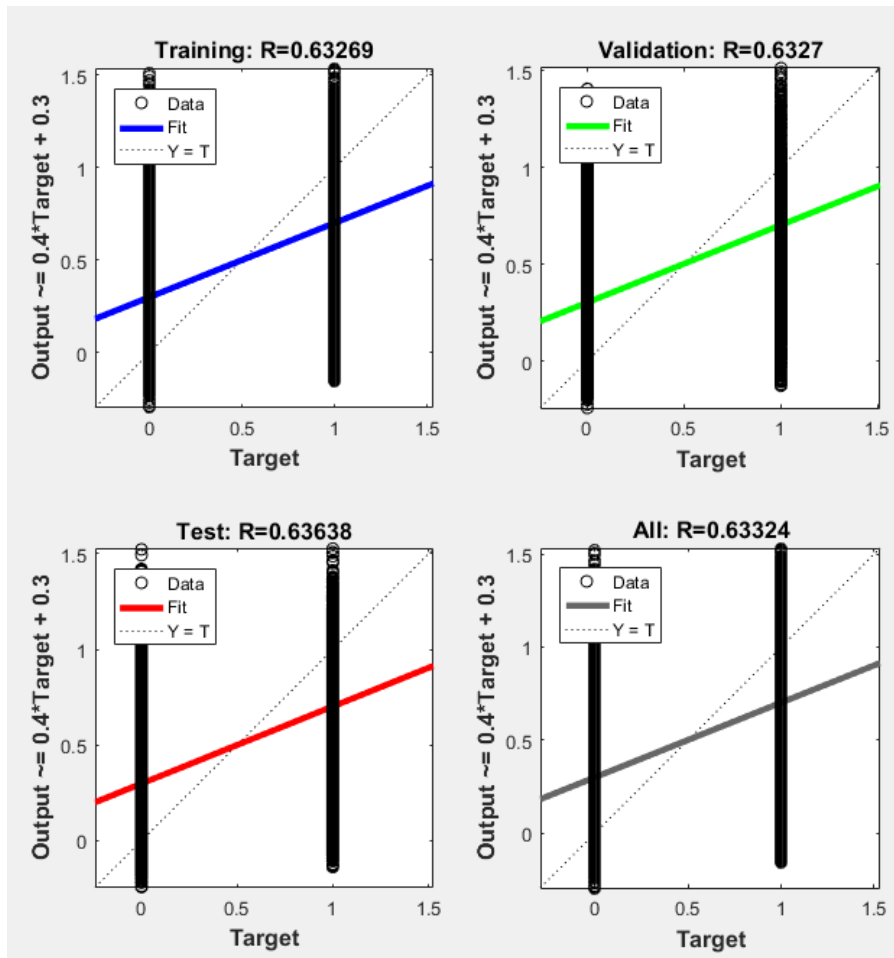 Training: R=0.63269
Output ~= 0.4*Target + 0.3
1.5
1
0.5
0
Data
Fit
Y = T
0
0.5
1
1.5
Target
Validation: R=0.6327
Output ~= 0.4*Target + 0.3
1.5
1
0.5
0
Data
Fit
Y = T
0
0.5
1
1.5
Target
Test: R=0.63638
Output ~= 0.4*Target + 0.3
1.5
1
0.5
0
Data
Fit
Y = T
0
0.5
1
1.5
Target
All: R=0.63324
Output ~= 0.4*Target + 0.3
1.5
1
0.5
0
Data
Fit
Y = T
0
0.5
1
1.5
Target